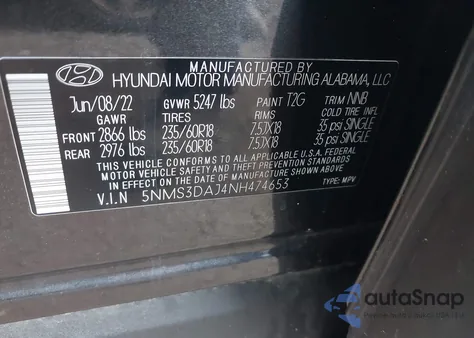 MANUFACTURED BY
HYUNDAI MOTOR MANUFACTURING ALABAMA, LLC
Jun/08/22 GVWR 5247 lbs PAINT T2G TRIM NNB
GAWR TIRES RIMS COLD TIRE INFL
FRONT 2866 lbs 235/60R18 7.5JX18 35 psi SINGLE
REAR 2976 lbs 235/60R18 7.5JX18 35 psi SINGLE
THIS VEHICLE CONFORMS TO ALL APPLICABLE U.S.A. FEDERAL
MOTOR VEHICLE SAFETY, BUMPER, AND THEFT PREVENTION
STANDARDS IN EFFECT ON THE DATE OF MANUFACTURE SHOWN ABOVE.
V.I.N 5NMS3DAJ4NH474653 TYPE: MPV
autoSnap